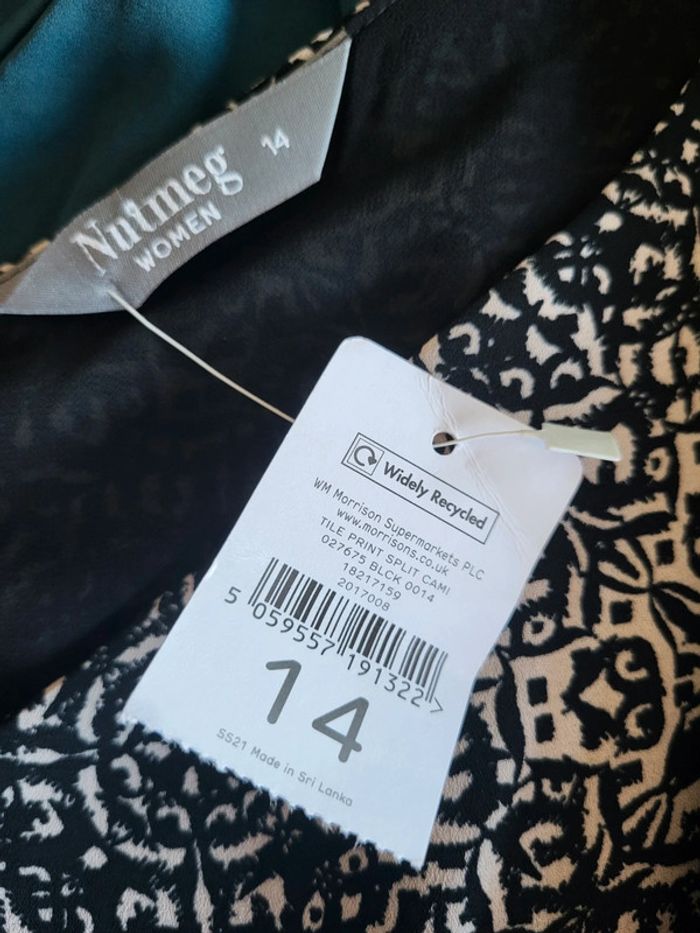 Nutmeg 14
WOMEN
Widely Recycled
WM Morrison Supermarkets PLC
www.morrisons.co.uk
TILE PRINT SPLIT CAMI
027675 BLCK 0014
18217159
2017008
5 059557 191322 >
14
SS21 Made in Sri Lanka